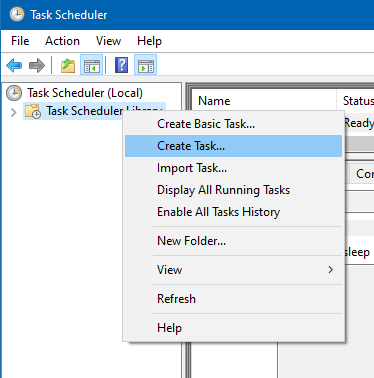 Task Scheduler
File Action View Help
Task Scheduler (Local)
Task Scheduler Library
Name Status
Ready
Create Basic Task...
Create Task...
Import Task...
Display All Running Tasks
Enable All Tasks History
New Folder...
View
Refresh
Help
Cor
sleep